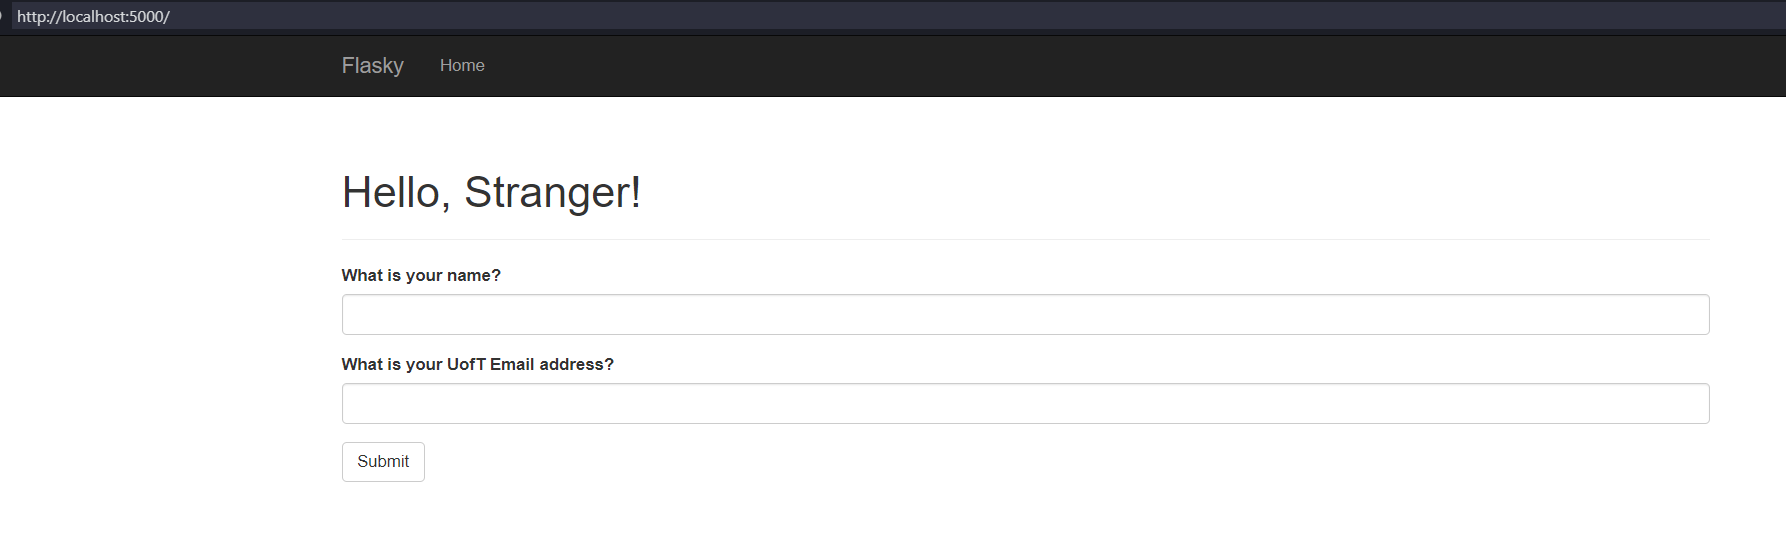 http://localhost:5000/
Flasky Home
Hello, Stranger!
What is your name?
What is your UofT Email address?
Submit